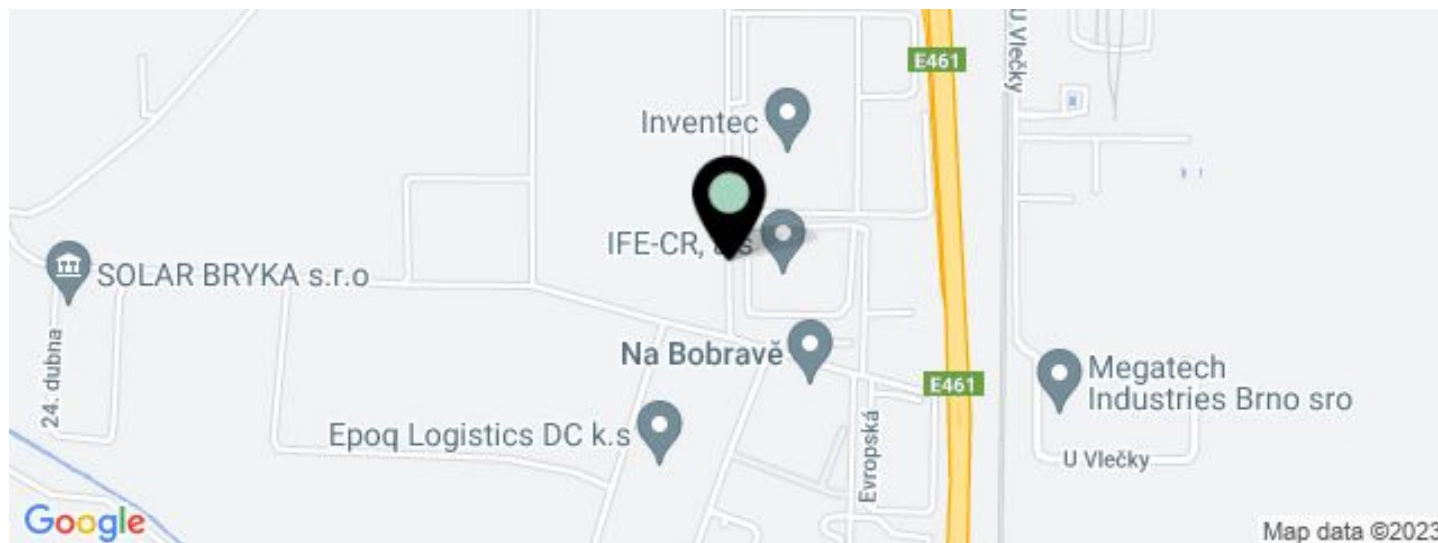 E461
U Vlečky
Inventec
IFE-CR, a.s
SOLAR BRYKA s.r.o
24. dubna
Na Bobravě
E461
Megatech
Industries Brno sro
Epoq Logistics DC k.s
Evropská
U Vlečky
Google
Map data ©2023